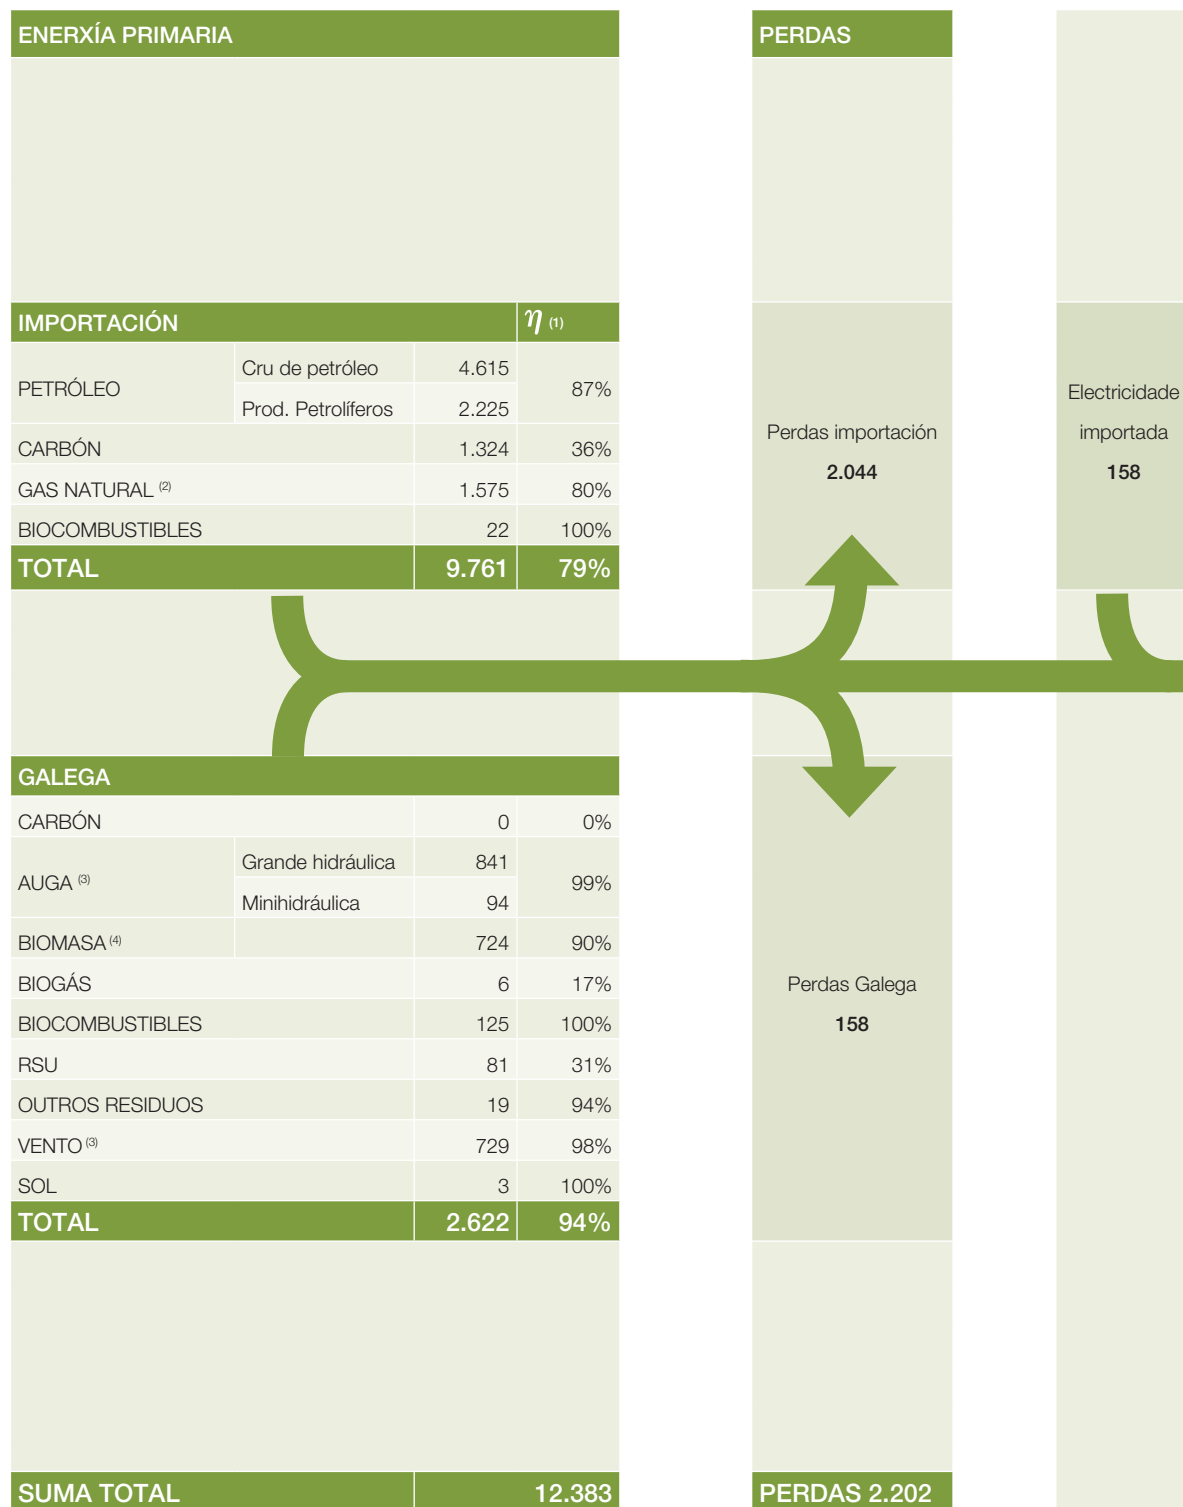 ENERXÍA PRIMARIA
IMPORTACIÓN η (1)
PETRÓLEO Cru de petróleo 4.615 87%
Prod. Petrolíferos 2.225
CARBÓN 1.324 36%
GAS NATURAL (2) 1.575 80%
BIOCOMBUSTIBLES 22 100%
TOTAL 9.761 79%
GALEGA
CARBÓN 0 0%
AUGA (3) Grande hidráulica 841 99%
Minihidráulica 94
BIOMASA (4) 724 90%
BIOGÁS 6 17%
BIOCOMBUSTIBLES 125 100%
RSU 81 31%
OUTROS RESIDUOS 19 94%
VENTO (3) 729 98%
SOL 3 100%
TOTAL 2.622 94%
SUMA TOTAL 12.383
PERDAS
Perdas importación
2.044
Perdas Galega
158
PERDAS 2.202
Electricidade
importada
158